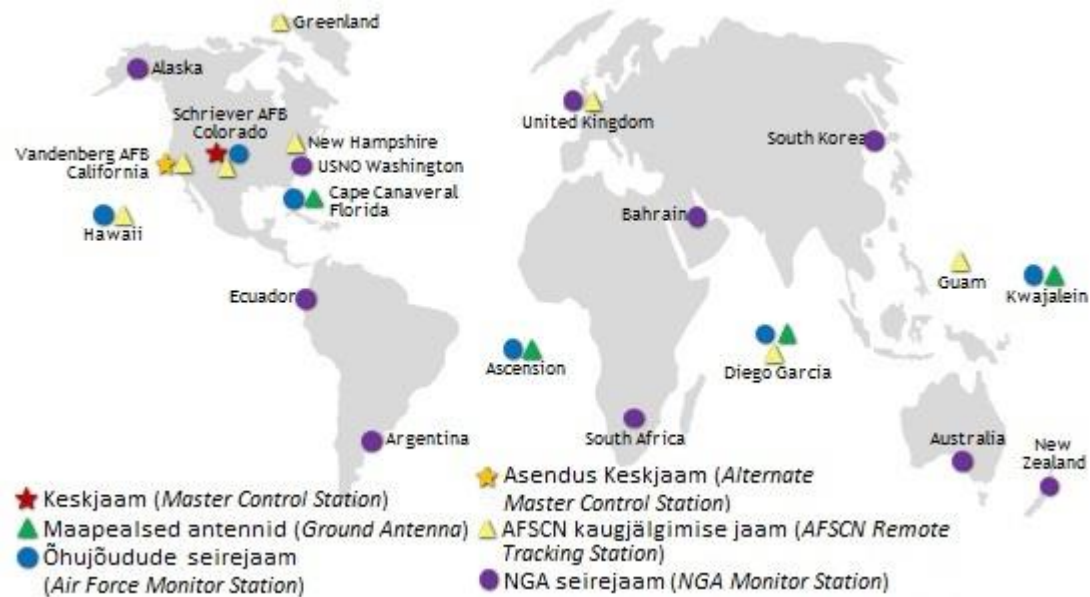 Greenland
Alaska
Schriever AFB
Colorado
Vandenberg AFB
California
New Hampshire
USNO Washington
Cape Canaveral
Florida
Hawaii
United Kingdom
South Korea
Bahrain
Guam
Kwajalein
Ecuador
Ascension
Diego Garcia
Argentina
South Africa
Australia
New
Zealand
Keskjaam (Master Control Station)
Maapealsed antennid (Ground Antenna)
Õhujõudude seirejaam
(Air Force Monitor Station)
Asendus Keskjaam (Alternate
Master Control Station)
AFSCN kaugjälgimise jaam (AFSCN Remote
Tracking Station)
NGA seirejaam (NGA Monitor Station)